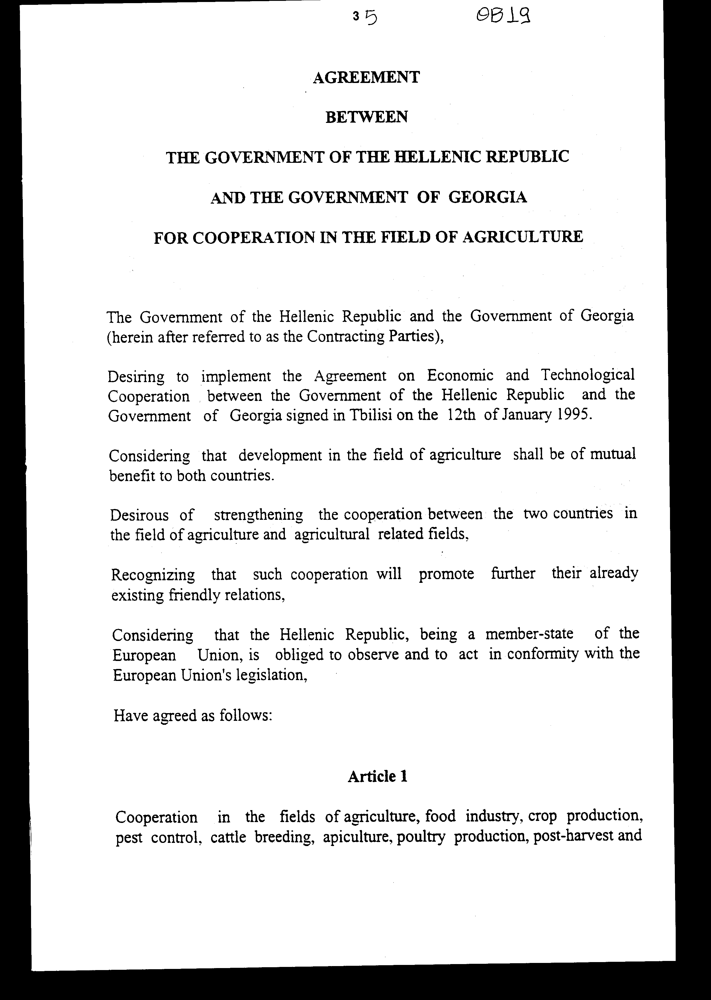 35 OB19
AGREEMENT
BETWEEN
THE GOVERNMENT OF THE HELLENIC REPUBLIC
AND THE GOVERNMENT OF GEORGIA
FOR COOPERATION IN THE FIELD OF AGRICULTURE
The Government of the Hellenic Republic and the Government of Georgia
(herein after referred to as the Contracting Parties),
Desiring to implement the Agreement on Economic and Technological
Cooperation between the Government of the Hellenic Republic and the
Government of Georgia signed in Tbilisi on the 12th of January 1995.
Considering that development in the field of agriculture shall be of mutual
benefit to both countries.
Desirous of strengthening the cooperation between the two countries in
the field of agriculture and agricultural related fields,
Recognizing that such cooperation will promote further their already
existing friendly relations,
Considering that the Hellenic Republic, being a member-state of the
European Union, is obliged to observe and to act in conformity with the
European Union's legislation,
Have agreed as follows:
Article 1
Cooperation in the fields of agriculture, food industry, crop production,
pest control, cattle breeding, apiculture, poultry production, post-harvest and